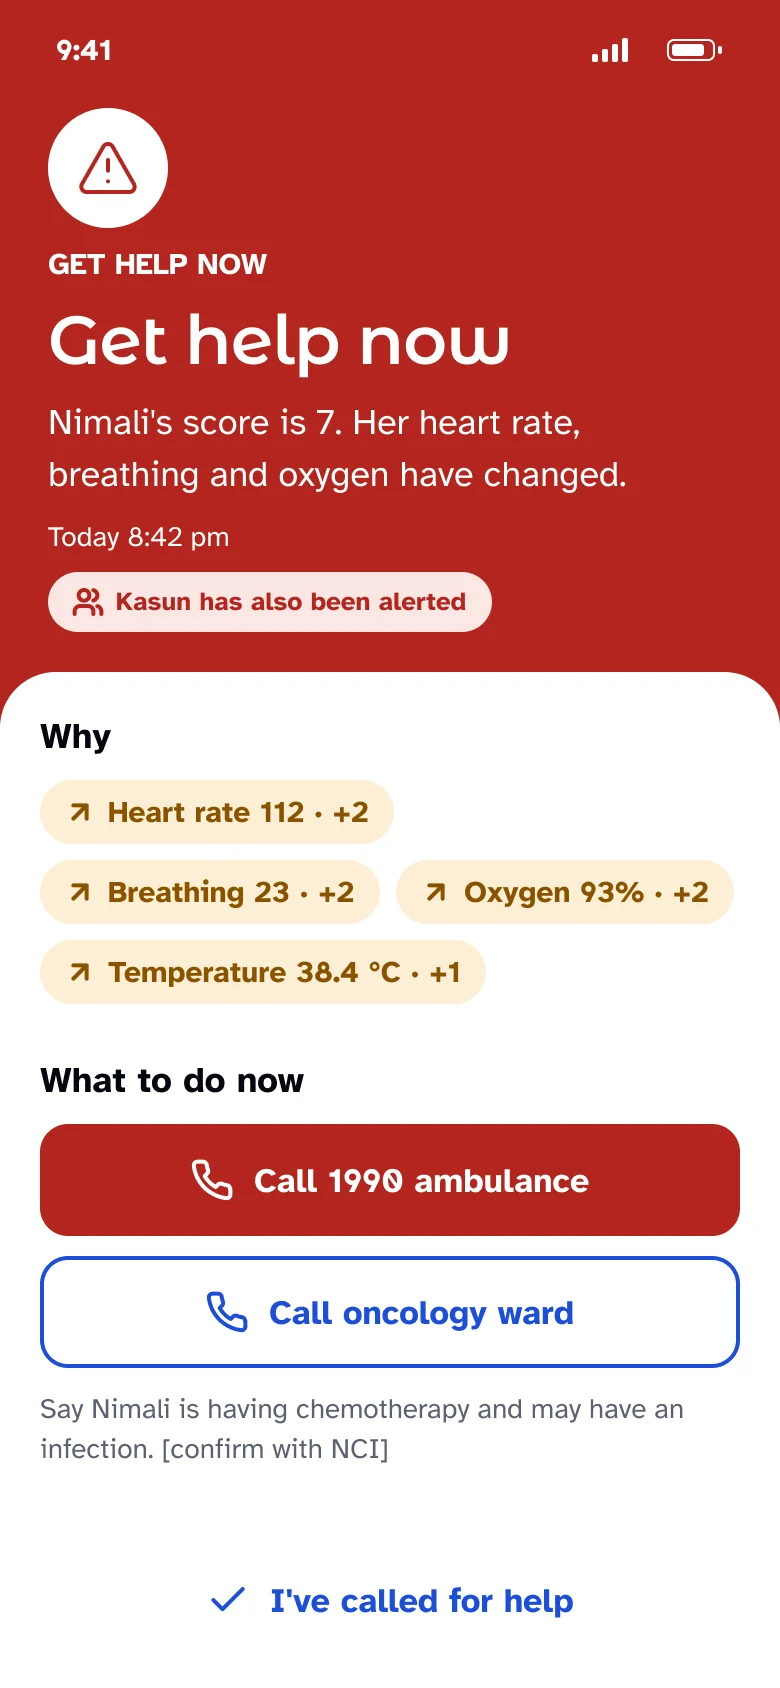 9:41
GET HELP NOW
Get help now
Nimali's score is 7. Her heart rate,
breathing and oxygen have changed.
Today 8:42 pm
Kasun has also been alerted
Why
Heart rate 112 · +2
Breathing 23 · +2
Oxygen 93% · +2
Temperature 38.4 °C · +1
What to do now
Call 1990 ambulance
Call oncology ward
Say Nimali is having chemotherapy and may have an
infection. [confirm with NCI]
I've called for help